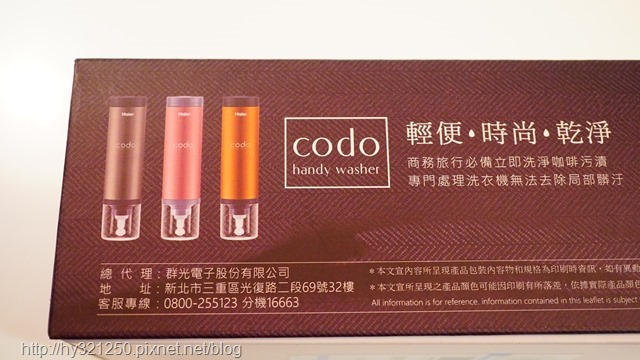 Haier
Haier
Haier
codo
codo
codo
codo
handy washer
輕便・時尚・乾淨
商務旅行必備立即洗淨咖啡污漬
專門處理洗衣機無法去除局部髒汙
總 代 理：群光電子股份有限公司
地 址：新北市三重區光復路二段69號32樓
客服專線：0800-255123 分機16663
＊本文宣內容所呈現產品包裝內容物和規格為印刷時資訊，如有異動
＊本文宣所呈現之產品顏色可能因印刷有所落差，依據實際產品顏色
All information is for reference. information contained in this leaflet is subject
http://hy321250.pixnet.net/blog